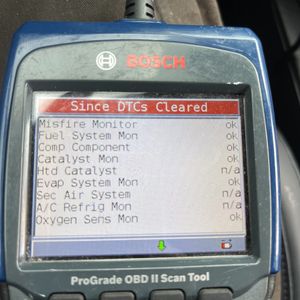 BOSCH
Since DTCs Cleared
Misfire Monitor ok
Fuel System Mon ok
Comp Component ok
Catalyst Mon ok
Htd Catalyst n/a
Evap System Mon ok
Sec Air System n/a
A/C Refrig Mon n/a
Oxygen Sens Mon ok
ProGrade OBD II Scan Tool